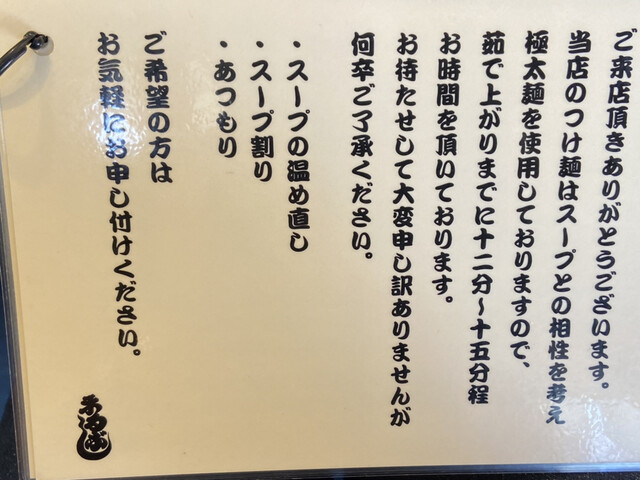 ご来店頂きありがとうございます。
当店のつけ麺はスープとの相性を考え
極太麺を使用しておりますので、
茹で上がりまでに十二分~十五分程
お時間を頂いております。
お待たせして大変申し訳ありませんが
何卒ご了承ください。
・スープの温め直し
・スープ割り
・あつもり
ご希望の方は
お気軽にお申し付けください。